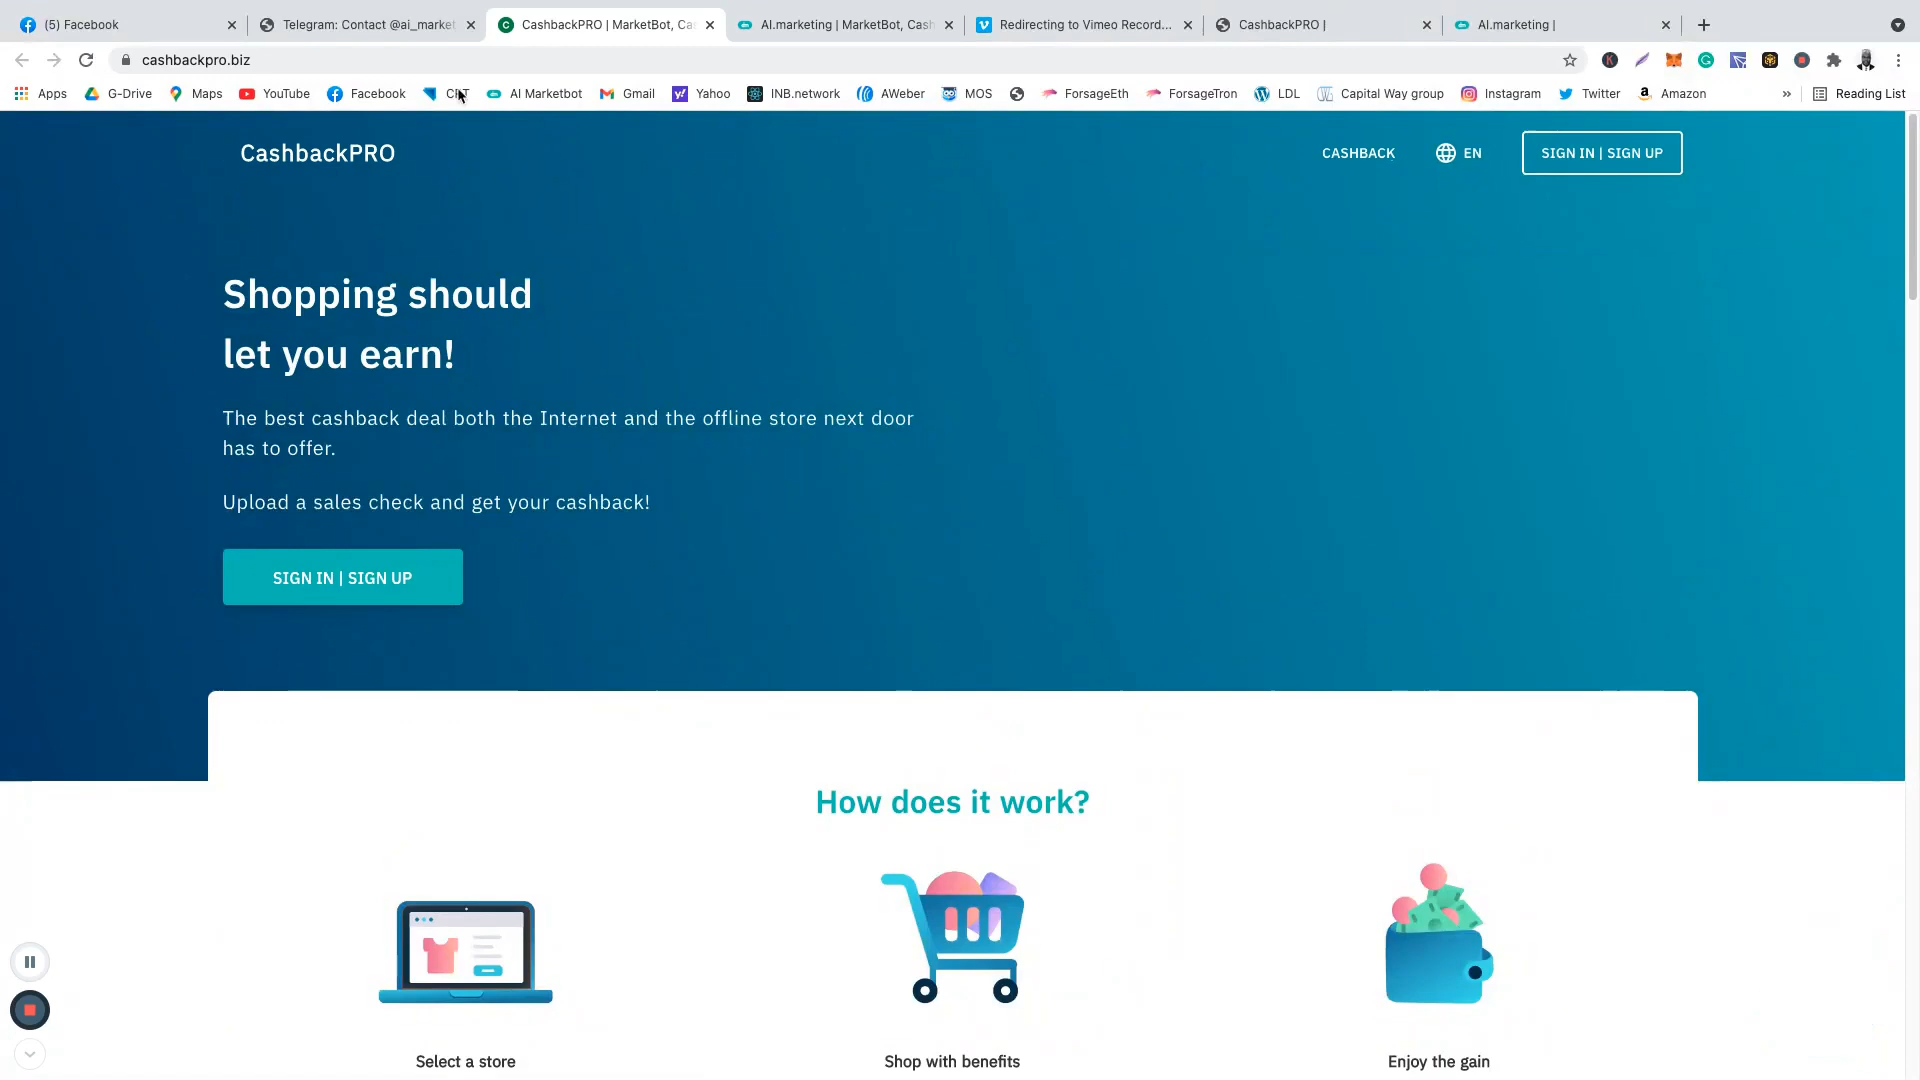 (5) Facebook
Telegram: Contact @ai_market
CashbackPRO | MarketBot, Ca
AI.marketing | MarketBot, Cash
Redirecting to Vimeo Record...
CashbackPRO |
AI.marketing |
cashbackpro.biz
Apps
G-Drive
Maps
YouTube
Facebook
AI Marketbot
Gmail
Yahoo
INB.network
AWeber
MOS
ForsageEth
ForsageTron
LDL
Capital Way group
Instagram
Twitter
Amazon
»
Reading List
CashbackPRO
CASHBACK
EN
SIGN IN | SIGN UP
Shopping should
let you earn!
The best cashback deal both the Internet and the offline store next door
has to offer.
Upload a sales check and get your cashback!
SIGN IN | SIGN UP
How does it work?
Select a store
Shop with benefits
Enjoy the gain